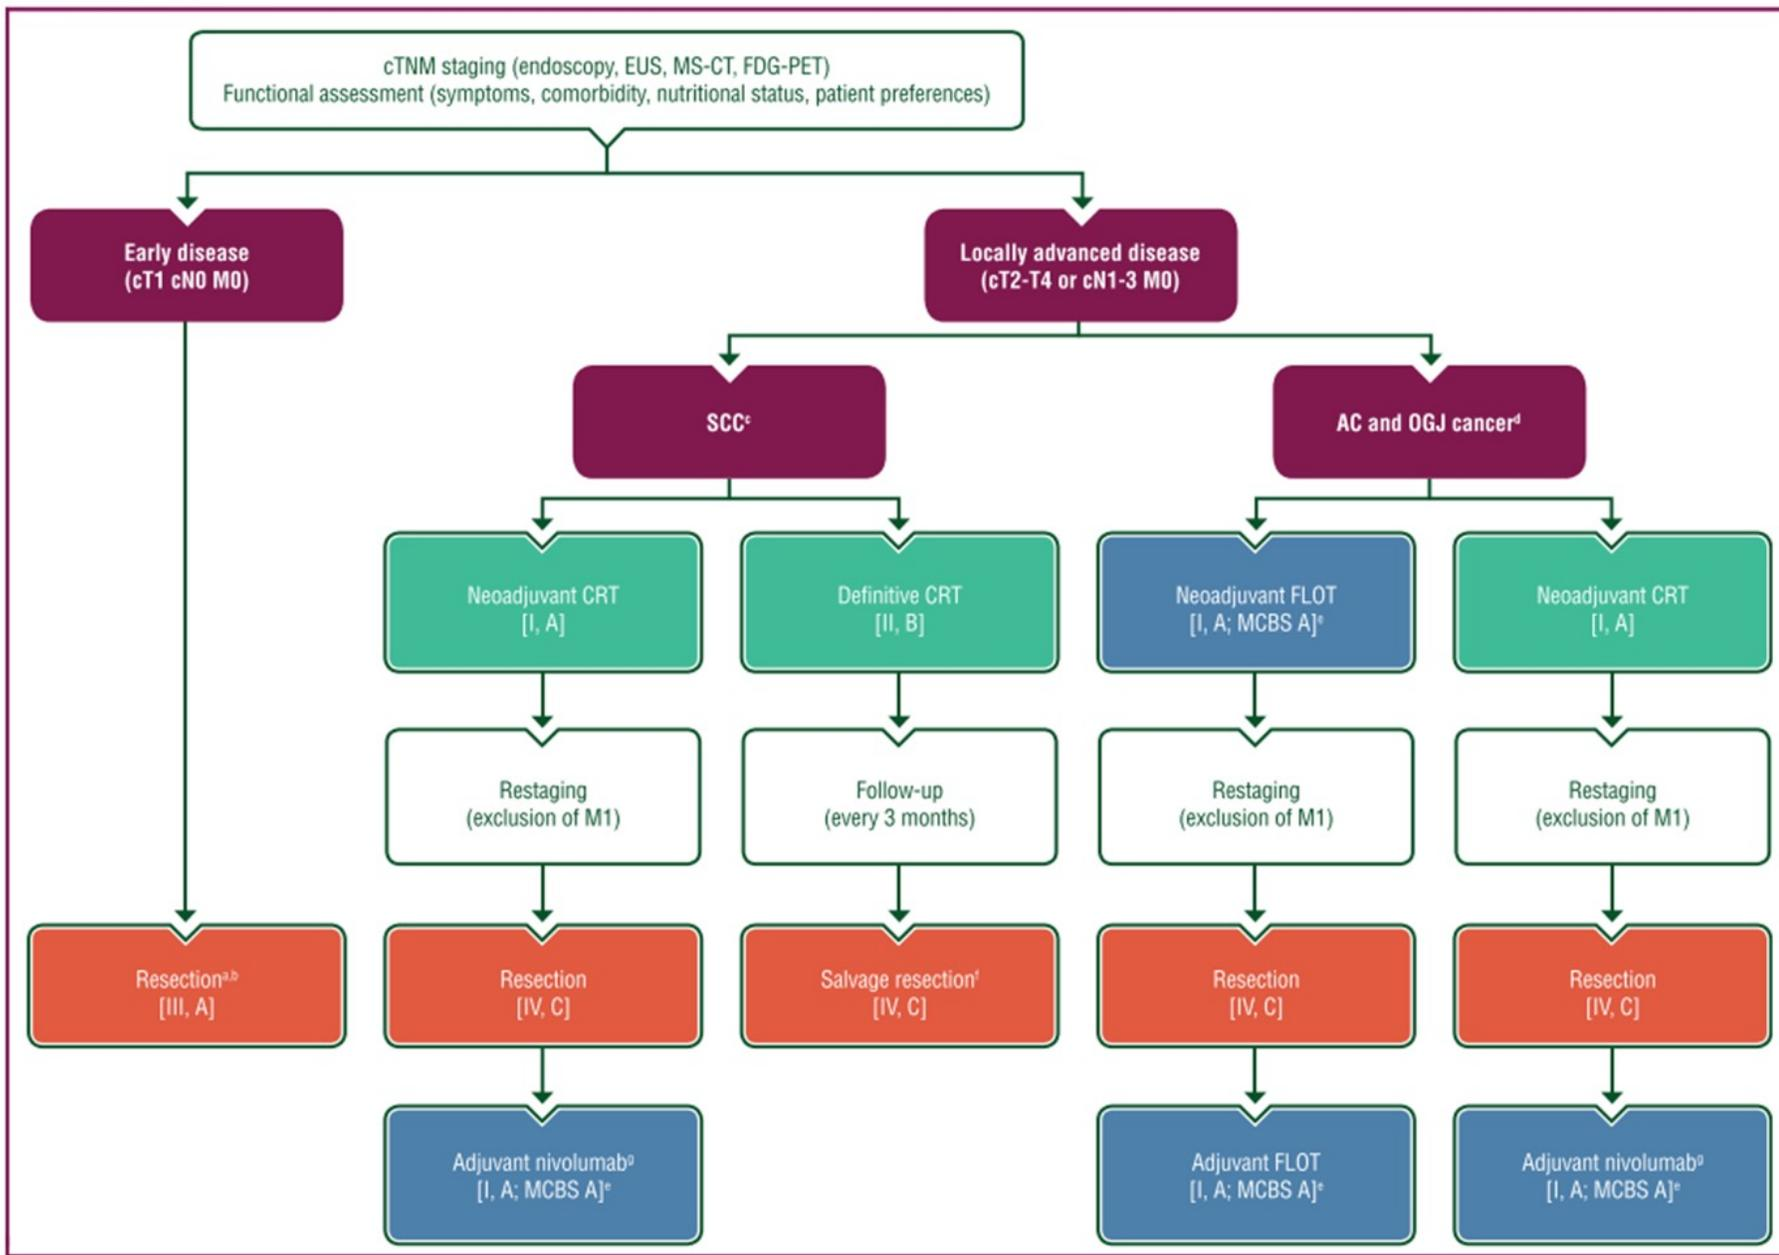 cTNM staging (endoscopy, EUS, MS-CT, FDG-PET)
Functional assessment (symptoms, comorbidity, nutritional status, patient preferences)
Early disease
(cT1 cN0 M0)
Locally advanced disease
(cT2-T4 or cN1-3 M0)
SCCᶜ
AC and OGJ cancerᵈ
Neoadjuvant CRT
[I, A]
Definitive CRT
[II, B]
Neoadjuvant FLOT
[I, A; MCBS A]ᵉ
Neoadjuvant CRT
[I, A]
Restaging
(exclusion of M1)
Follow-up
(every 3 months)
Restaging
(exclusion of M1)
Restaging
(exclusion of M1)
Resectionᵃ,ᵇ
[III, A]
Resection
[IV, C]
Salvage resectionᶠ
[IV, C]
Resection
[IV, C]
Resection
[IV, C]
Adjuvant nivolumabᵍ
[I, A; MCBS A]ᵉ
Adjuvant FLOT
[I, A; MCBS A]ᵉ
Adjuvant nivolumabᵍ
[I, A; MCBS A]ᵉ